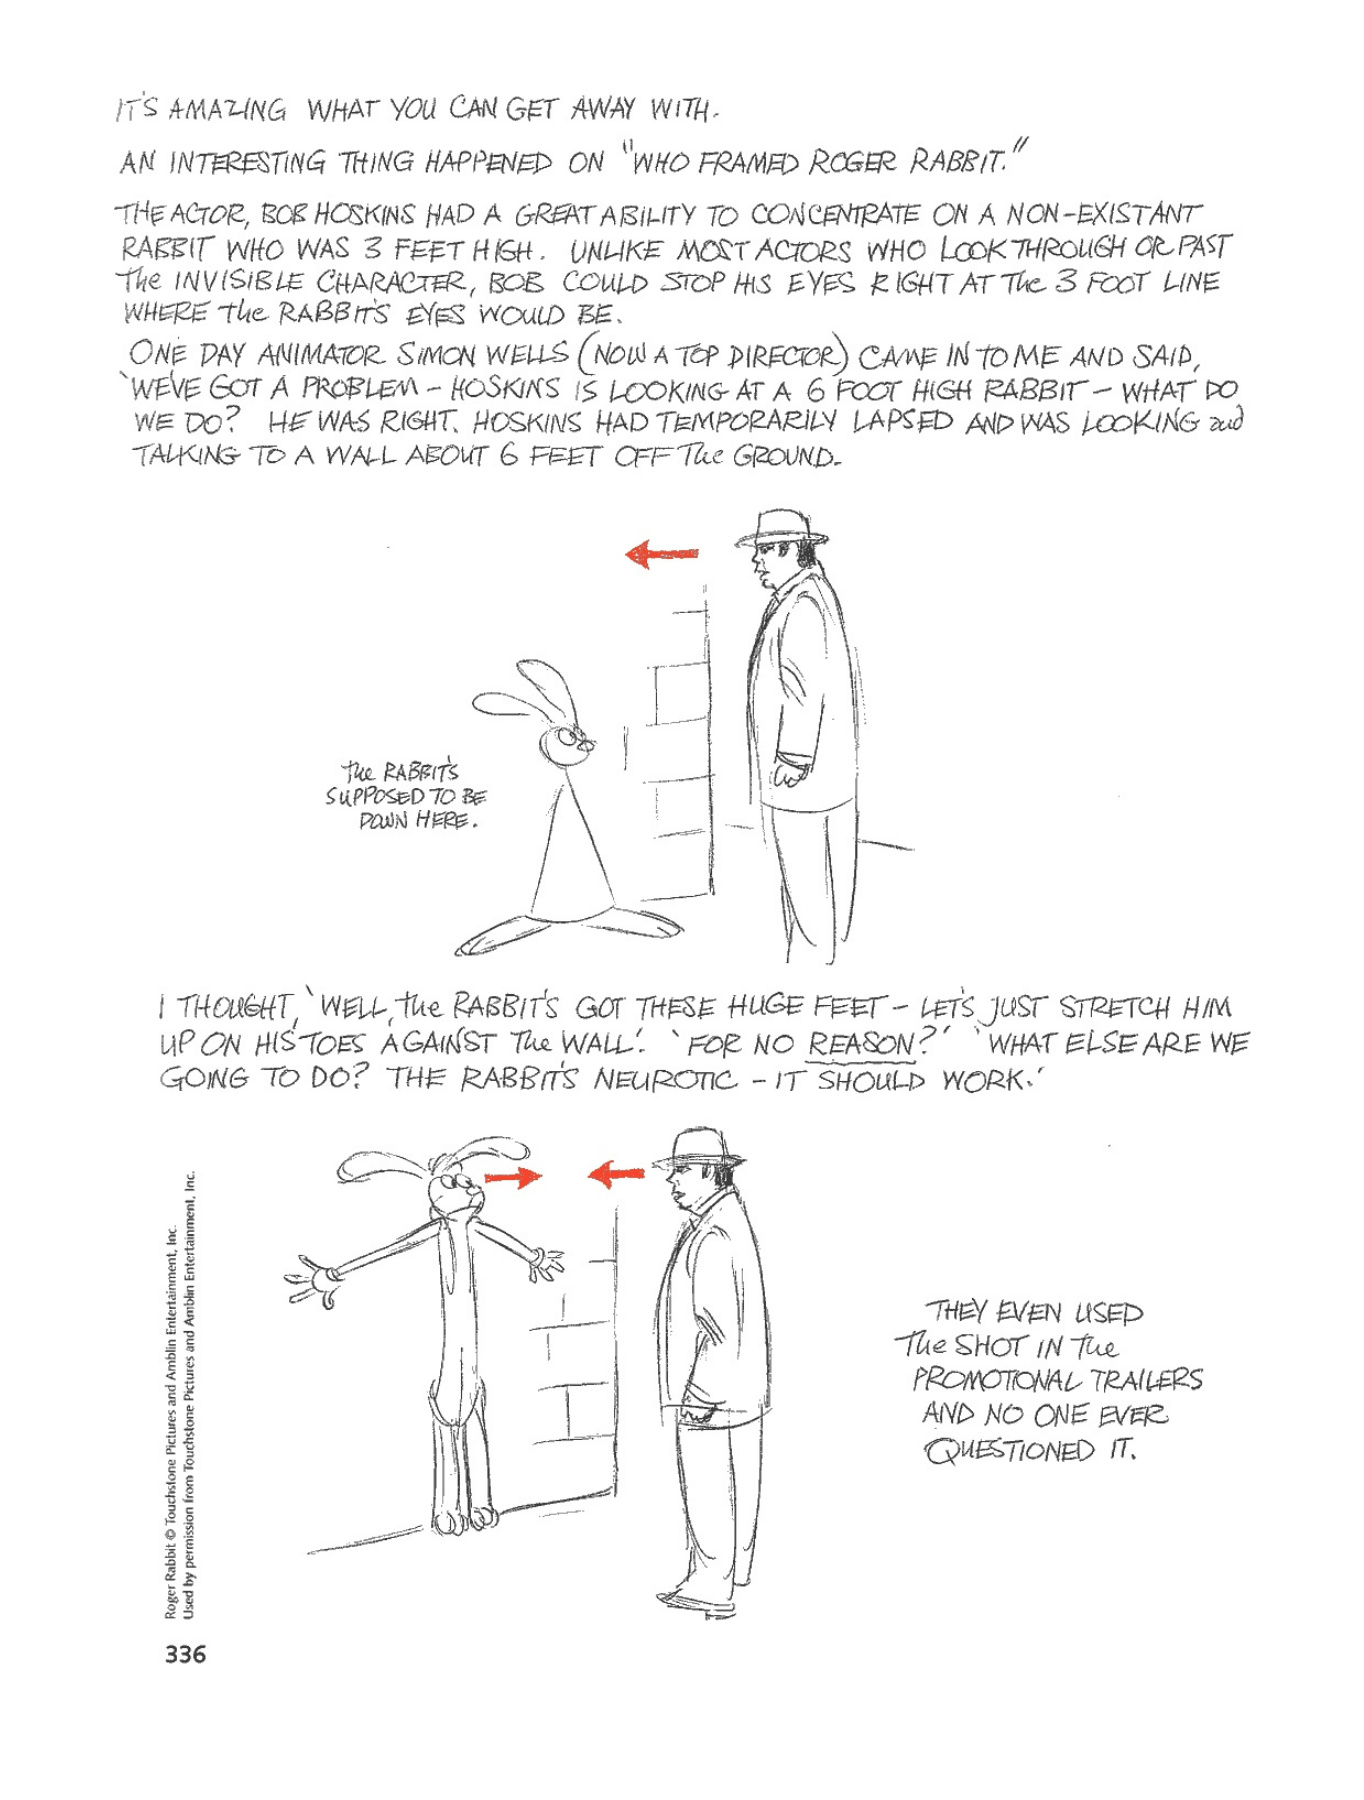 IT'S AMAZING WHAT YOU CAN GET AWAY WITH.
AN INTERESTING THING HAPPENED ON "WHO FRAMED ROGER RABBIT."
THE ACTOR, BOB HOSKINS HAD A GREAT ABILITY TO CONCENTRATE ON A NON-EXISTANT
RABBIT WHO WAS 3 FEET HIGH. UNLIKE MOST ACTORS WHO LOOK THROUGH OR PAST
The INVISIBLE CHARACTER, BOB COULD STOP HIS EYES RIGHT AT The 3 FOOT LINE
WHERE the RABBIT'S EYES WOULD BE.
ONE DAY ANIMATOR SIMON WELLS (NOW A TOP DIRECTOR) CAME IN TO ME AND SAID,
'WE'VE GOT A PROBLEM – HOSKINS IS LOOKING AT A 6 FOOT HIGH RABBIT – WHAT DO
WE DO? HE WAS RIGHT. HOSKINS HAD TEMPORARILY LAPSED AND WAS LOOKING and
TALKING TO A WALL ABOUT 6 FEET OFF The GROUND.
the RABBIT'S
SUPPOSED TO BE
DOWN HERE.
I THOUGHT, 'WELL, the RABBIT'S GOT THESE HUGE FEET – LET'S JUST STRETCH HIM
UP ON HIS TOES AGAINST The WALL'. 'FOR NO REASON?' 'WHAT ELSE ARE WE
GOING TO DO? THE RABBIT'S NEUROTIC – IT SHOULD WORK.'
THEY EVEN USED
The SHOT IN The
PROMOTIONAL TRAILERS
AND NO ONE EVER
QUESTIONED IT.
Roger Rabbit © Touchstone Pictures and Amblin Entertainment, Inc.
Used by permission from Touchstone Pictures and Amblin Entertainment, Inc.
336